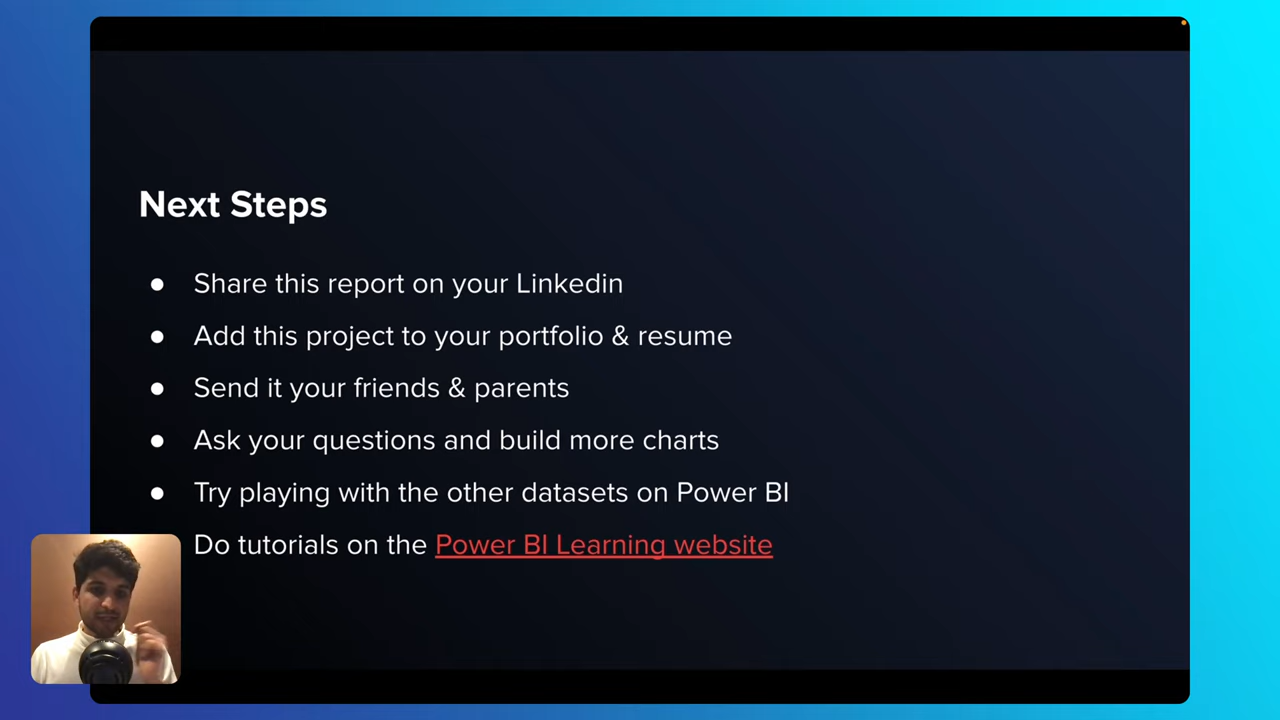 Next Steps
● Share this report on your Linkedin
● Add this project to your portfolio & resume
● Send it your friends & parents
● Ask your questions and build more charts
● Try playing with the other datasets on Power BI
Do tutorials on the Power BI Learning website